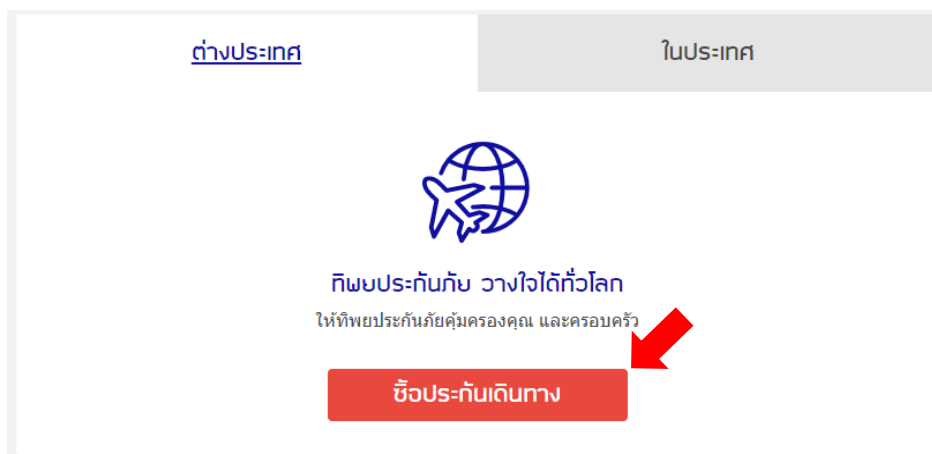 ต่างประเทศ
ในประเทศ
ทิพยประกันภัย วางใจได้ทั่วโลก
ให้ทิพยประกันภัยคุ้มครองคุณ และครอบครัว
ซื้อประกันเดินทาง